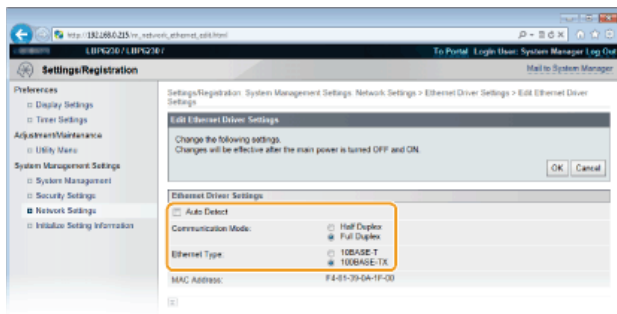 http://192.168.0.215/m_network_ethernet_edit.html
LBP6230 / LBP6230 /
To Portal Login User: System Manager Log Out
Settings/Registration
Mail to System Manager
Preferences
Display Settings
Timer Settings
Adjustment/Maintenance
Utility Menu
System Management Settings
System Management
Security Settings
Network Settings
Initialize Setting Information
Settings/Registration: System Management Settings: Network Settings > Ethernet Driver Settings > Edit Ethernet Driver
Settings
Edit Ethernet Driver Settings
Change the following settings.
Changes will be effective after the main power is turned OFF and ON.
OK Cancel
Ethernet Driver Settings
Auto Detect
Communication Mode:
Half Duplex
Full Duplex
Ethernet Type:
10BASE-T
100BASE-TX
MAC Address:
F4-81-39-0A-1F-00